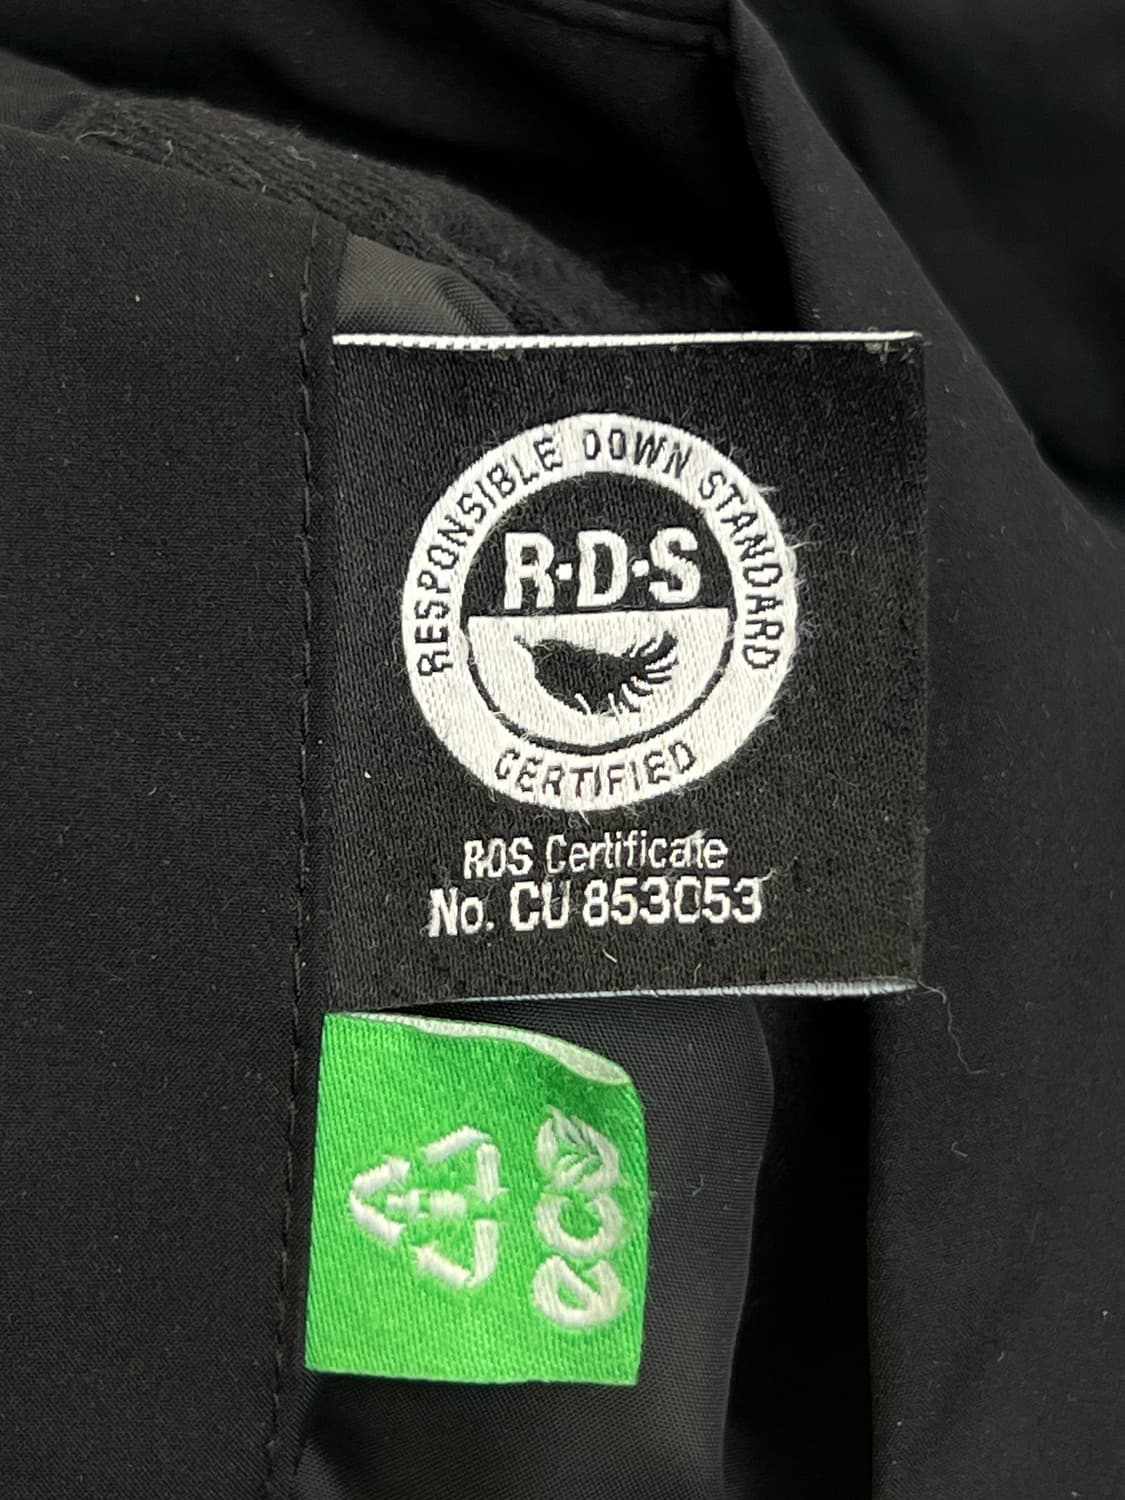 RESPONSIBLE DOWN STANDARD
R·D·S
CERTIFIED
RDS Certificate
No. CU 853053
eco